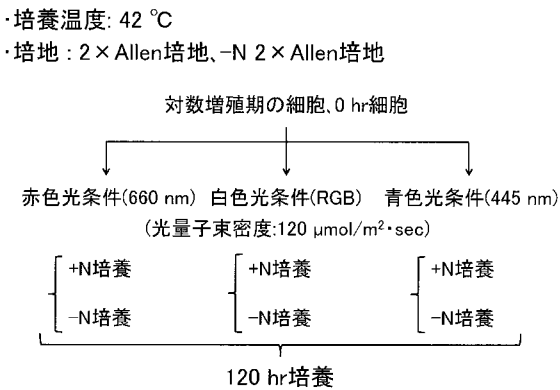 ・培養温度: 42 ℃
・培地 : 2×Allen培地、−N 2×Allen培地
対数増殖期の細胞、0 hr細胞
赤色光条件(660 nm) 白色光条件(RGB) 青色光条件(445 nm)
(光量子束密度:120 μmol/m²・sec)
+N培養 +N培養 +N培養
−N培養 −N培養 −N培養
120 hr培養